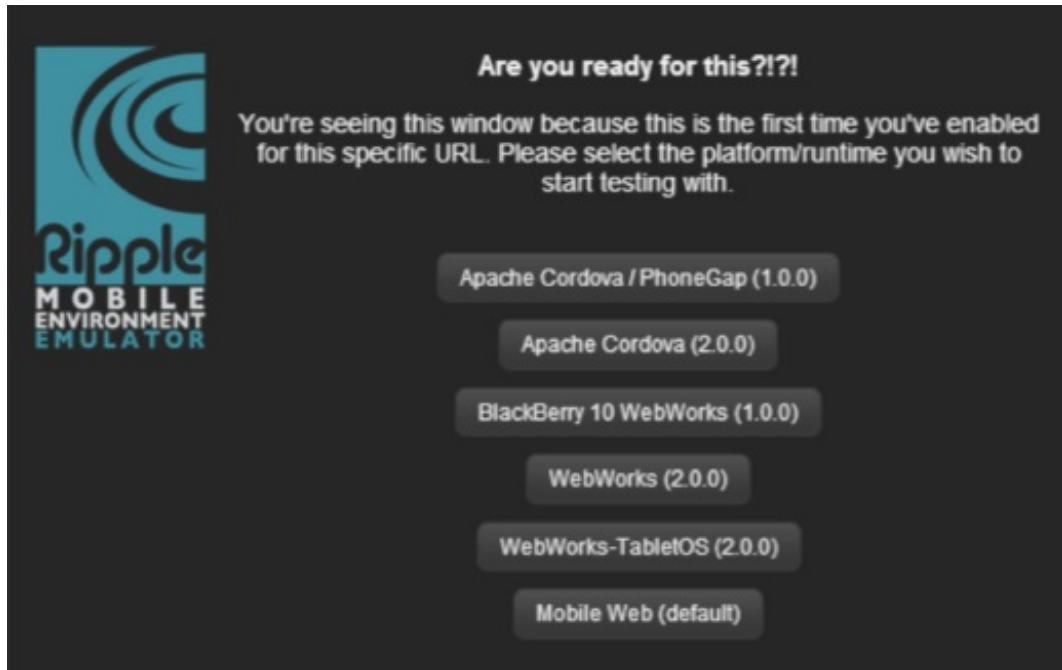 Ripple
MOBILE
ENVIRONMENT
EMULATOR
Are you ready for this?!?!
You're seeing this window because this is the first time you've enabled
for this specific URL. Please select the platform/runtime you wish to
start testing with.
Apache Cordova / PhoneGap (1.0.0)
Apache Cordova (2.0.0)
BlackBerry 10 WebWorks (1.0.0)
WebWorks (2.0.0)
WebWorks-TabletOS (2.0.0)
Mobile Web (default)